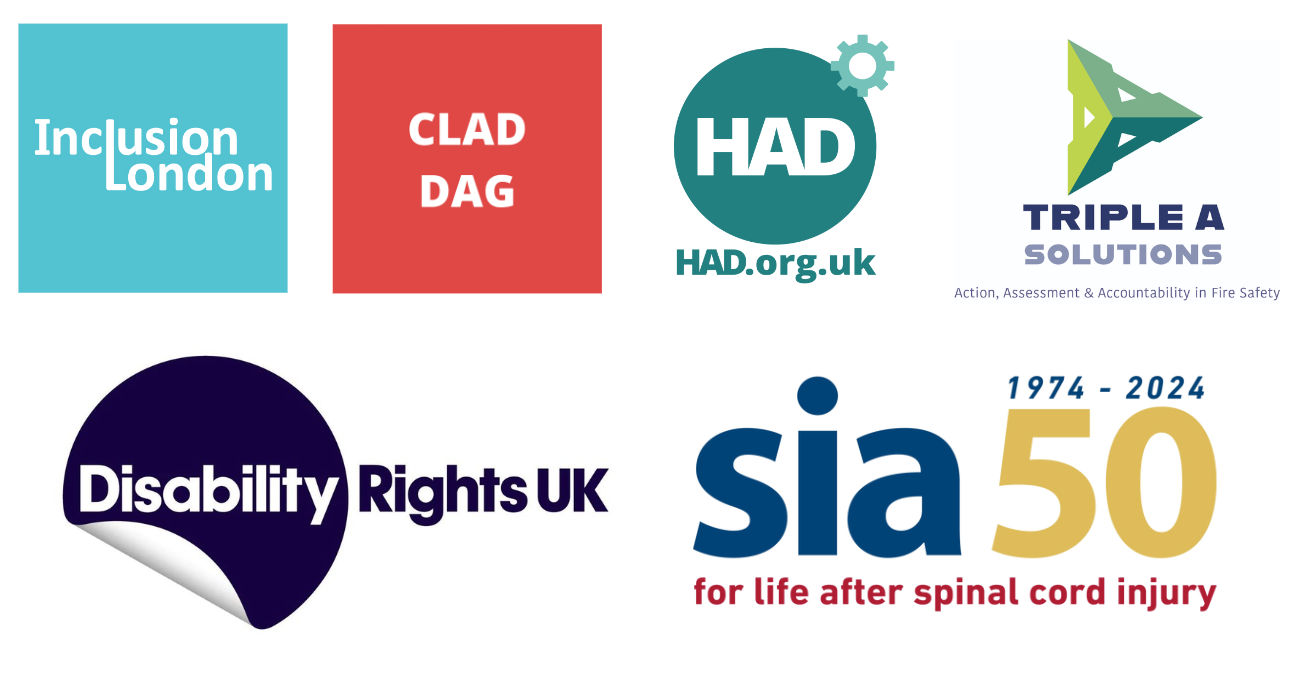 Inclusion
London
CLAD
DAG
HAD
HAD.org.uk
TRIPLE A
SOLUTIONS
Action, Assessment & Accountability in Fire Safety
Disability Rights UK
1974 - 2024
sia 50
for life after spinal cord injury